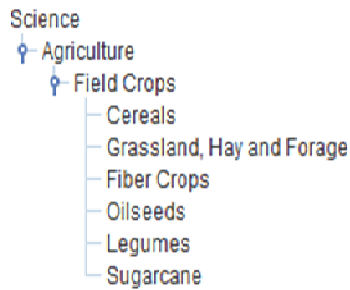 Science
Agriculture
Field Crops
Cereals
Grassland, Hay and Forage
Fiber Crops
Oilseeds
Legumes
Sugarcane